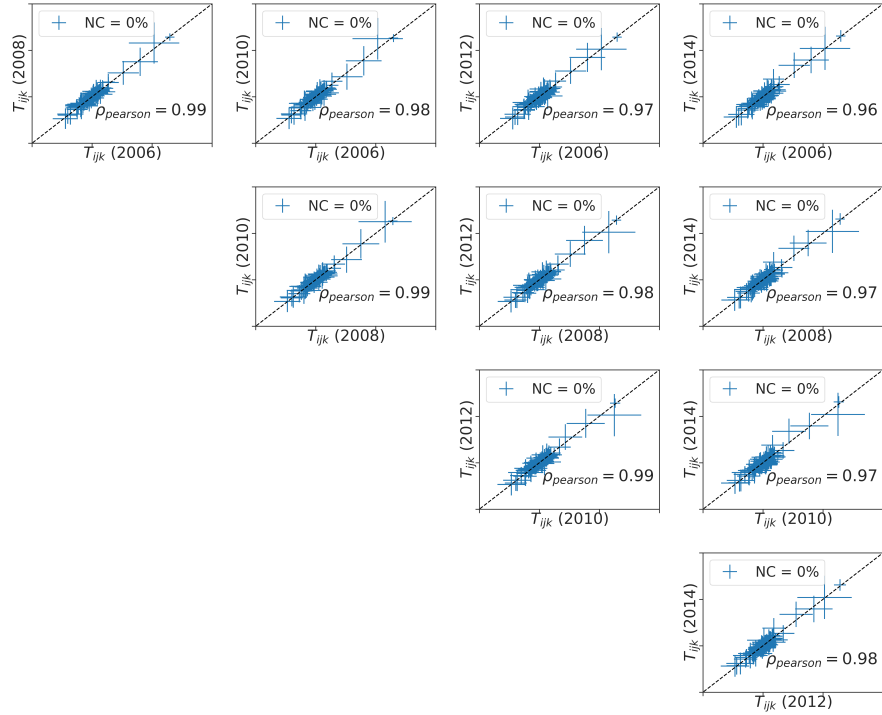 NC = 0%
T_ijk (2008)
ρ_pearson = 0.99
T_ijk (2006)
NC = 0%
T_ijk (2010)
ρ_pearson = 0.98
T_ijk (2006)
NC = 0%
T_ijk (2012)
ρ_pearson = 0.97
T_ijk (2006)
NC = 0%
T_ijk (2014)
ρ_pearson = 0.96
T_ijk (2006)
NC = 0%
T_ijk (2010)
ρ_pearson = 0.99
T_ijk (2008)
NC = 0%
T_ijk (2012)
ρ_pearson = 0.98
T_ijk (2008)
NC = 0%
T_ijk (2014)
ρ_pearson = 0.97
T_ijk (2008)
NC = 0%
T_ijk (2012)
ρ_pearson = 0.99
T_ijk (2010)
NC = 0%
T_ijk (2014)
ρ_pearson = 0.97
T_ijk (2010)
NC = 0%
T_ijk (2014)
ρ_pearson = 0.98
T_ijk (2012)